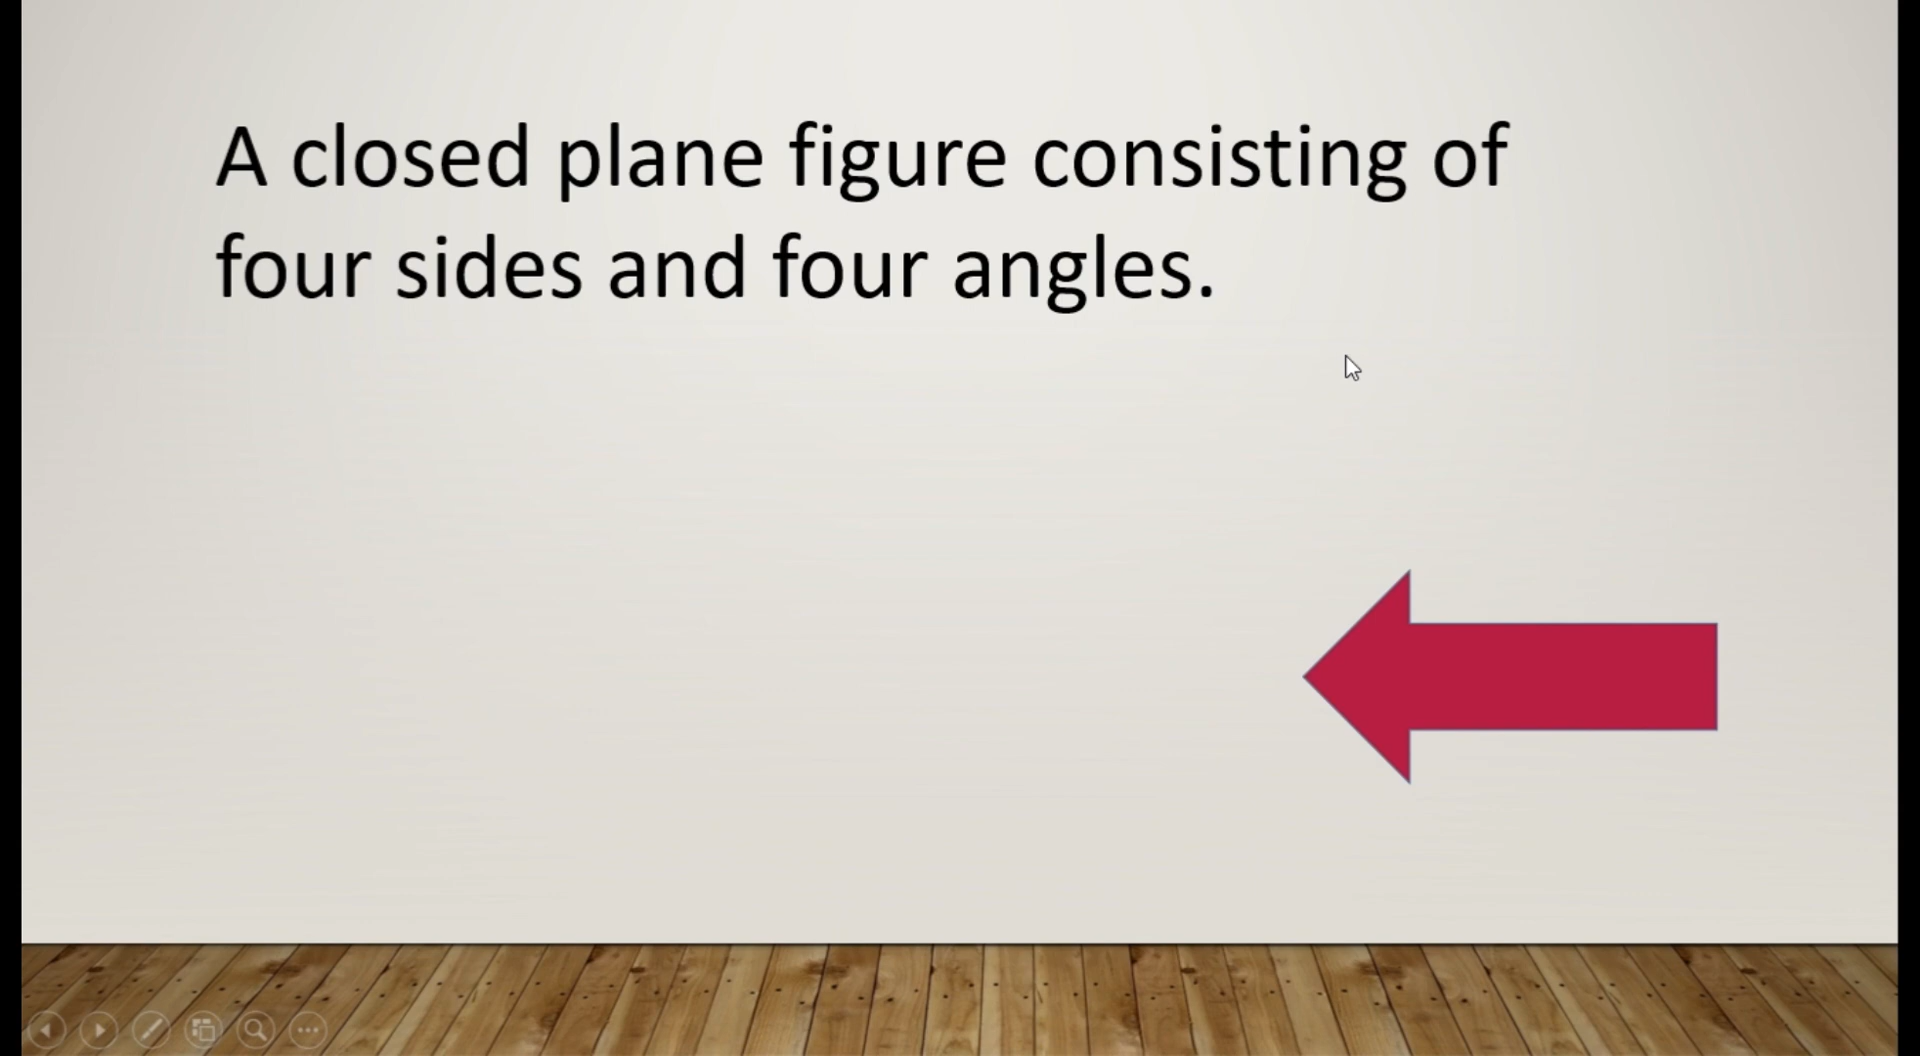 A closed plane figure consisting of
four sides and four angles.